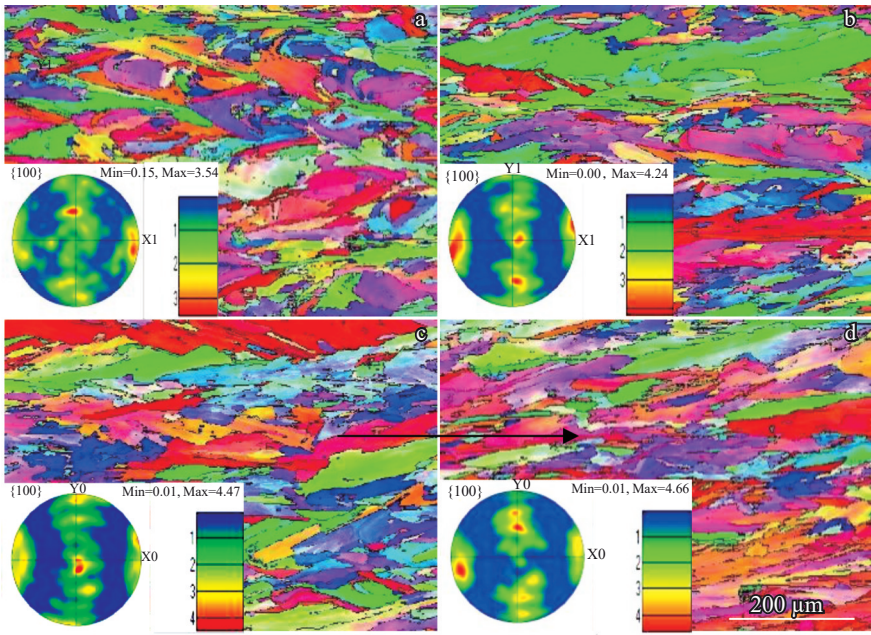 a
Y1
{100}
Min=0.15, Max=3.54
X1
1
2
3
b
{100}
Y1
Min=0.00, Max=4.24
X1
1
2
3
c
{100}
Y0
Min=0.01, Max=4.47
X0
1
2
3
4
d
{100}
Y0
Min=0.01, Max=4.66
X0
1
2
3
4
200 μm